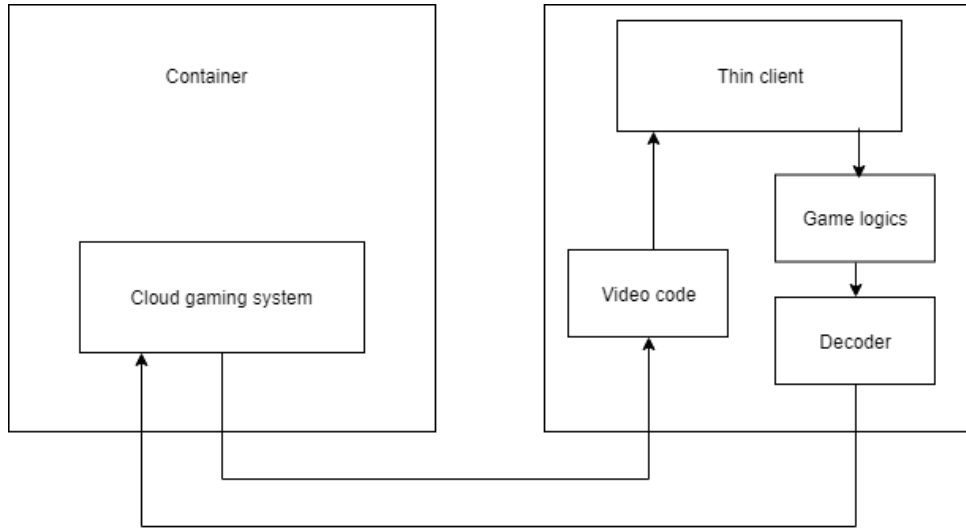 Container
Thin client
Game logics
Cloud gaming system
Video code
Decoder